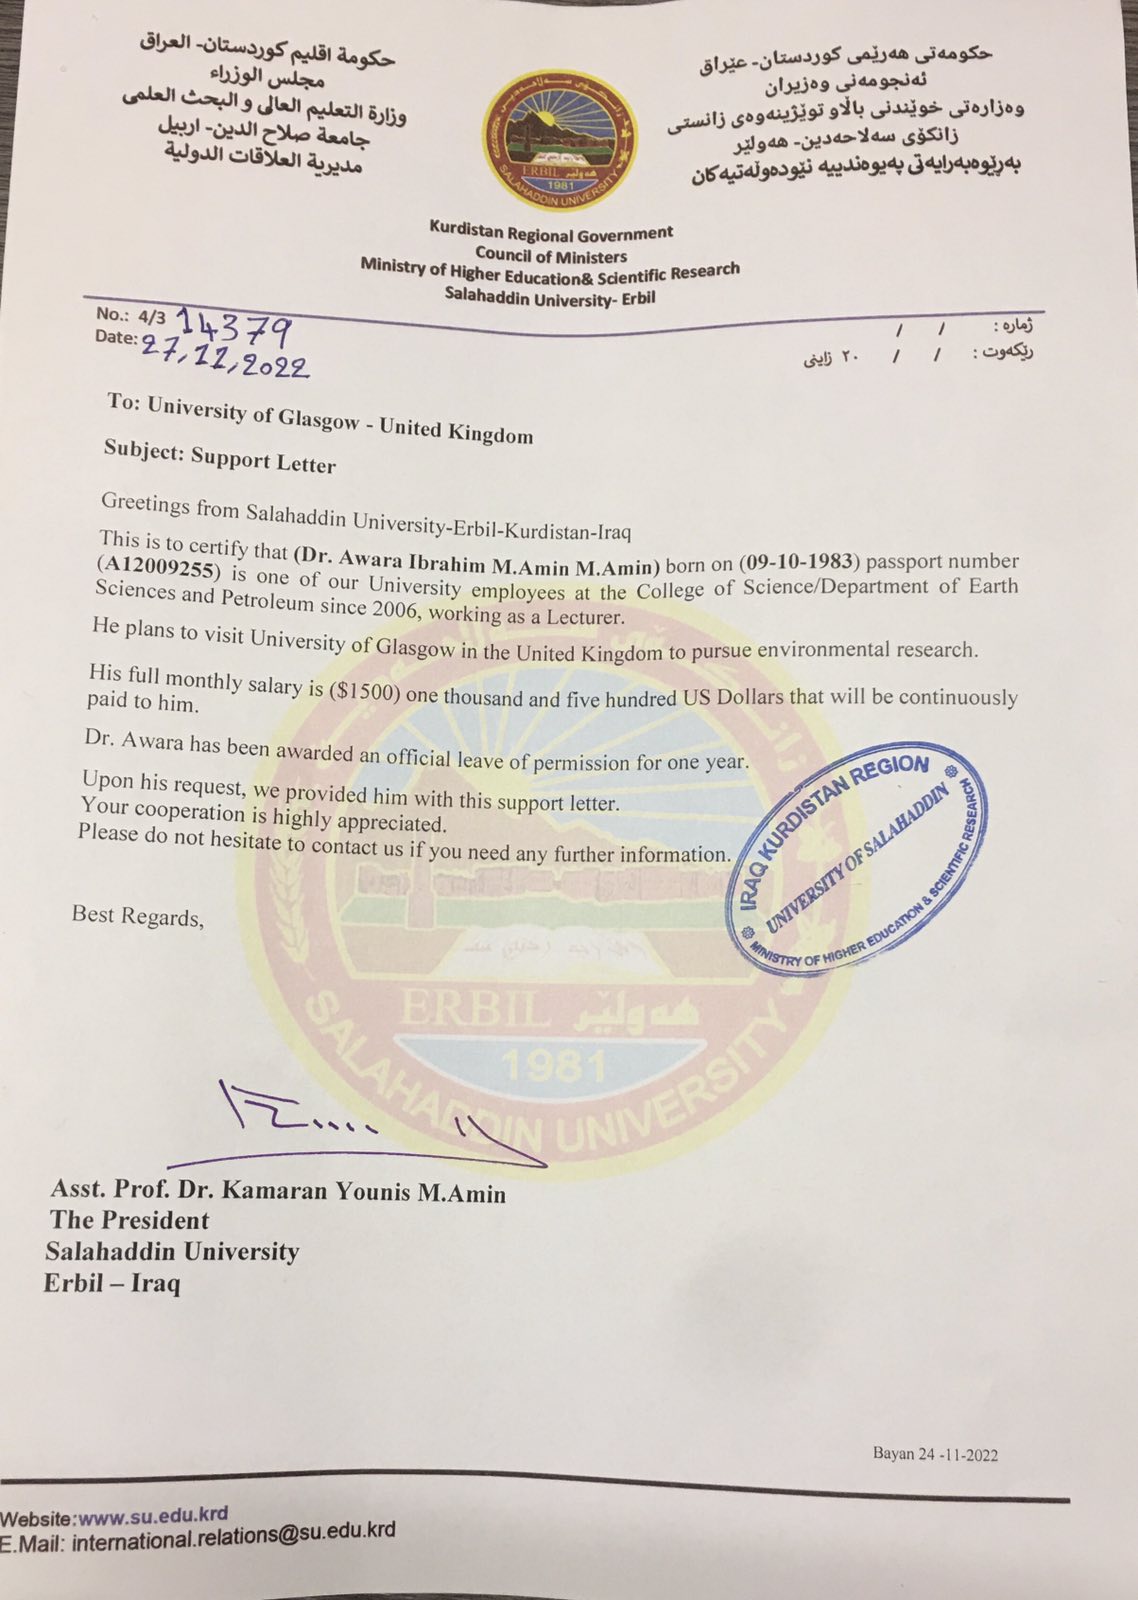 حكومة اقليم كوردستان- العراق
مجلس الوزراء
وزارة التعليم العالى و البحث العلمى
جامعة صلاح الدين- اربيل
مديرية العلاقات الدولية
حکومەتی هەرێمی کوردستان- عێراق
ئەنجومەنی وەزیران
وەزارەتی خوێندنی باڵاو توێژینەوەی زانستی
زانکۆی سەلاحەدین- هەولێر
بەڕێوەبەرایەتی پەیوەندییە نێودەوڵەتیەکان
ERBIL هەولێر
1981
SALAHADDIN UNIVERSITY
Kurdistan Regional Government
Council of Ministers
Ministry of Higher Education& Scientific Research
Salahaddin University- Erbil
No.: 4/3 14379
Date: 27,11,2022
ژمارە : / /
رێکەوت : / / ٢٠ زاینی
To: University of Glasgow - United Kingdom
Subject: Support Letter
Greetings from Salahaddin University-Erbil-Kurdistan-Iraq
This is to certify that (Dr. Awara Ibrahim M.Amin M.Amin) born on (09-10-1983) passport number
(A12009255) is one of our University employees at the College of Science/Department of Earth
Sciences and Petroleum since 2006, working as a Lecturer.
He plans to visit University of Glasgow in the United Kingdom to pursue environmental research.
His full monthly salary is ($1500) one thousand and five hundred US Dollars that will be continuously
paid to him.
Dr. Awara has been awarded an official leave of permission for one year.
Upon his request, we provided him with this support letter.
Your cooperation is highly appreciated.
Please do not hesitate to contact us if you need any further information.
IRAQ KURDISTAN REGION
UNIVERSITY OF SALAHADDIN
MINISTRY OF HIGHER EDUCATION & SCIENTIFIC RESEARCH
Best Regards,
ERBIL هەولێر
1981
SALAHADDIN UNIVERSITY
Asst. Prof. Dr. Kamaran Younis M.Amin
The President
Salahaddin University
Erbil – Iraq
Bayan 24 -11-2022
Website:www.su.edu.krd
E.Mail: international.relations@su.edu.krd